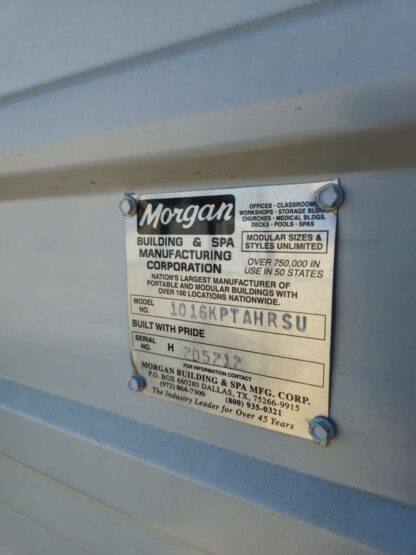 Morgan
BUILDING & SPA
MANUFACTURING
CORPORATION
OFFICES · CLASSROOMS
WORKSHOPS · STORAGE BLDGS.
CHURCHES · MEDICAL BLDGS.
DECKS · POOLS · SPAS
MODULAR SIZES &
STYLES UNLIMITED
OVER 750,000 IN
USE IN 50 STATES
NATION'S LARGEST MANUFACTURER OF
PORTABLE AND MODULAR BUILDINGS WITH
OVER 100 LOCATIONS NATIONWIDE.
MODEL NO. 1016KPTAHRSU
BUILT WITH PRIDE
SERIAL NO. H 205212
FOR INFORMATION CONTACT
MORGAN BUILDING & SPA MFG. CORP.
P.O. BOX 660280 DALLAS, TX, 75266-9915
(972) 864-7300 (800) 935-0321
The Industry Leader for Over 45 Years